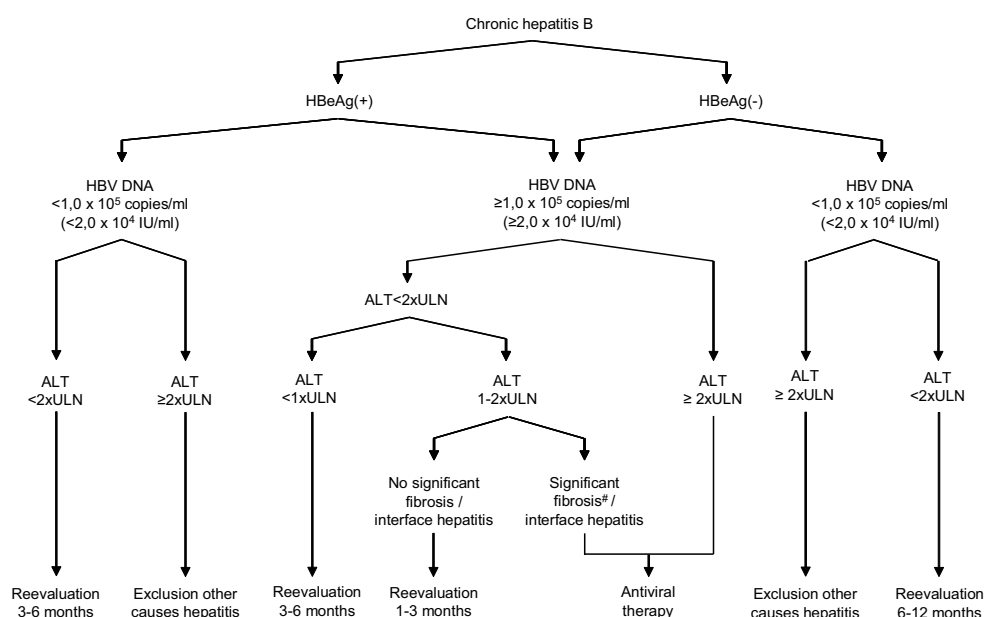 Chronic hepatitis B
HBeAg(+)
HBeAg(-)
HBV DNA
<1,0 x 10⁵ copies/ml
(<2,0 x 10⁴ IU/ml)
HBV DNA
≥1,0 x 10⁵ copies/ml
(≥2,0 x 10⁴ IU/ml)
HBV DNA
<1,0 x 10⁵ copies/ml
(<2,0 x 10⁴ IU/ml)
ALT<2xULN
ALT
<2xULN
ALT
≥2xULN
ALT
<1xULN
ALT
1-2xULN
ALT
≥ 2xULN
ALT
≥ 2xULN
ALT
<2xULN
No significant
fibrosis /
interface hepatitis
Significant
fibrosis# /
interface hepatitis
Reevaluation
3-6 months
Exclusion other
causes hepatitis
Reevaluation
3-6 months
Reevaluation
1-3 months
Antiviral
therapy
Exclusion other
causes hepatitis
Reevaluation
6-12 months